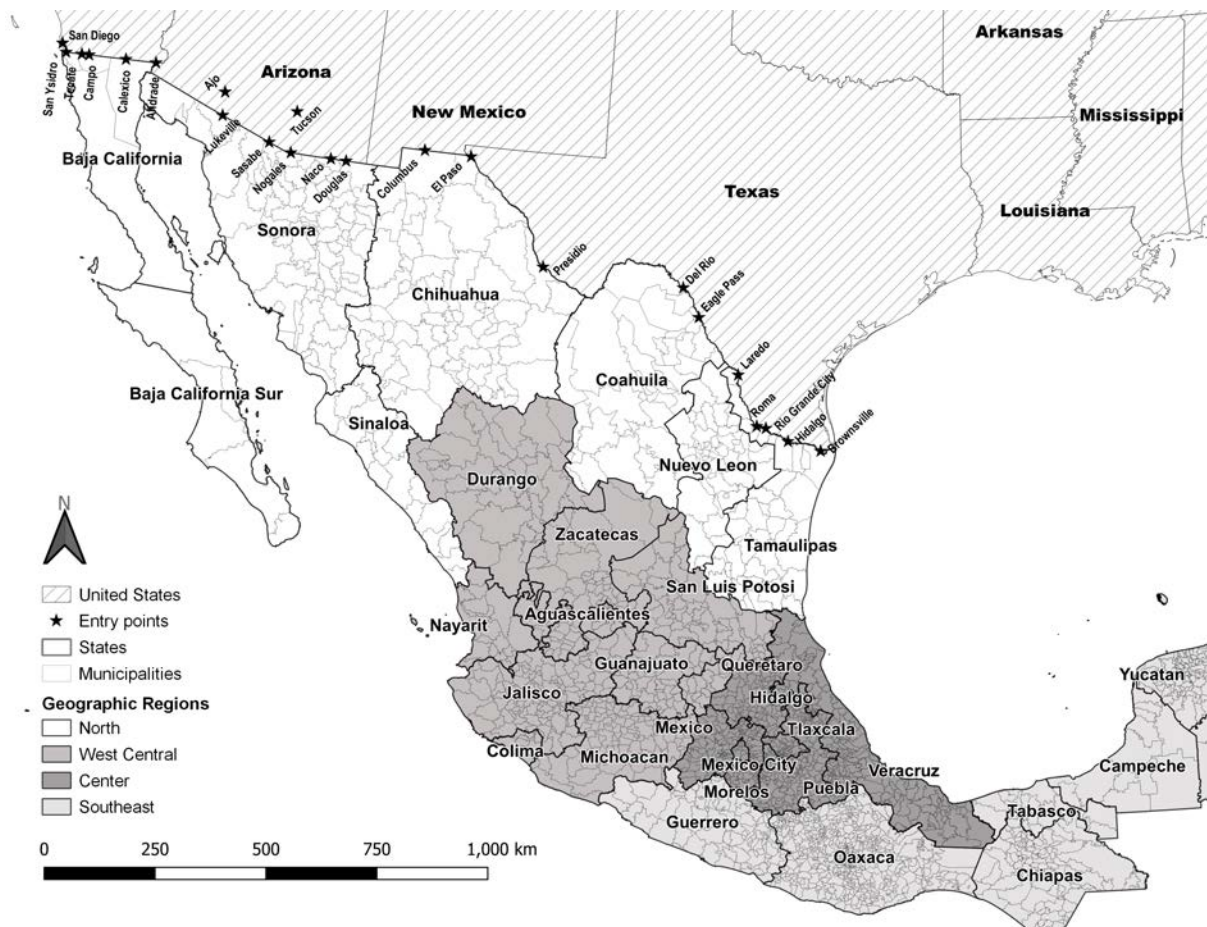 Arkansas
San Diego
Arizona
Mississippi
San Ysidro
Tecate
Campo
Calexico
Andrade
Ajo
Tucson
New Mexico
Lukeville
Baja California
Sasabe
Nogales
Naco
Douglas
Columbus
El Paso
Texas
Louisiana
Sonora
Presidio
Del Rio
Chihuahua
Eagle Pass
Laredo
Coahuila
Baja California Sur
Sinaloa
Roma
Rio Grande City
Hidalgo
Brownsville
Nuevo Leon
Durango
Zacatecas
Tamaulipas
San Luis Potosi
Aguascalientes
Nayarit
Guanajuato
Queretaro
Yucatan
Jalisco
Hidalgo
Mexico
Tlaxcala
Colima
Michoacan
Mexico City
Veracruz
Campeche
Morelos
Puebla
Tabasco
Guerrero
Oaxaca
Chiapas
N
United States
Entry points
States
Municipalities
Geographic Regions
North
West Central
Center
Southeast
0 250 500 750 1,000 km